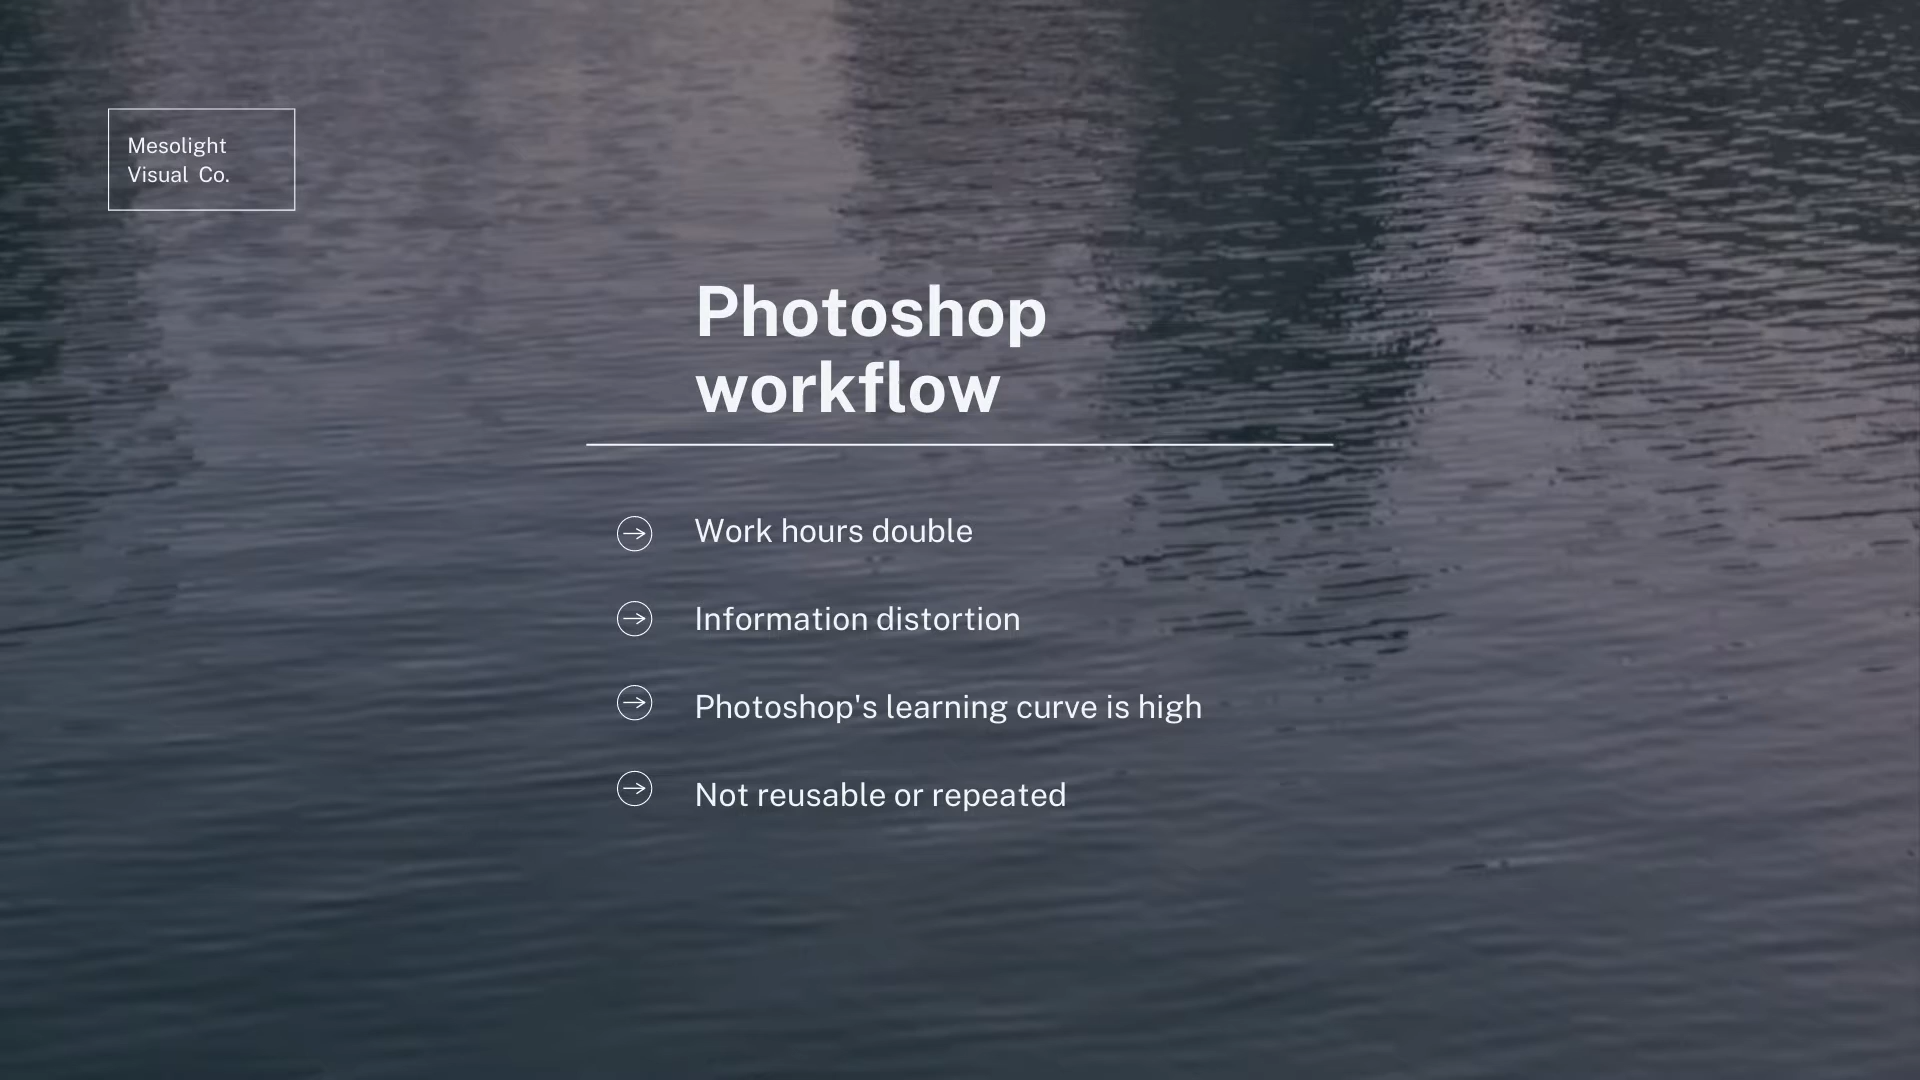 Mesolight
Visual Co.
Photoshop
workflow
Work hours double
Information distortion
Photoshop's learning curve is high
Not reusable or repeated